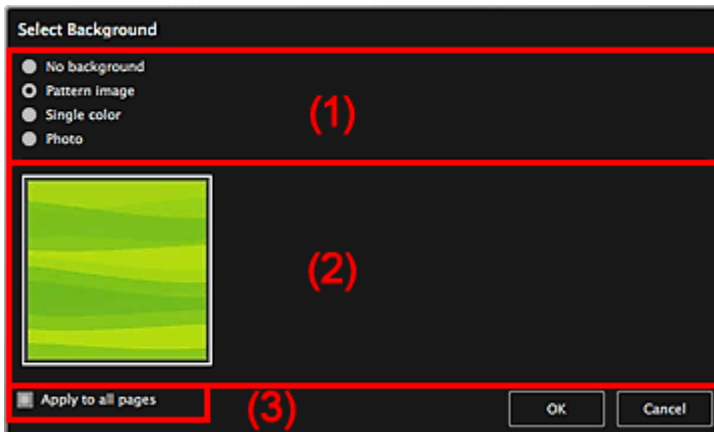 Select Background
No background
Pattern image
(1)
Single color
Photo
(2)
Apply to all pages
(3)
OK
Cancel